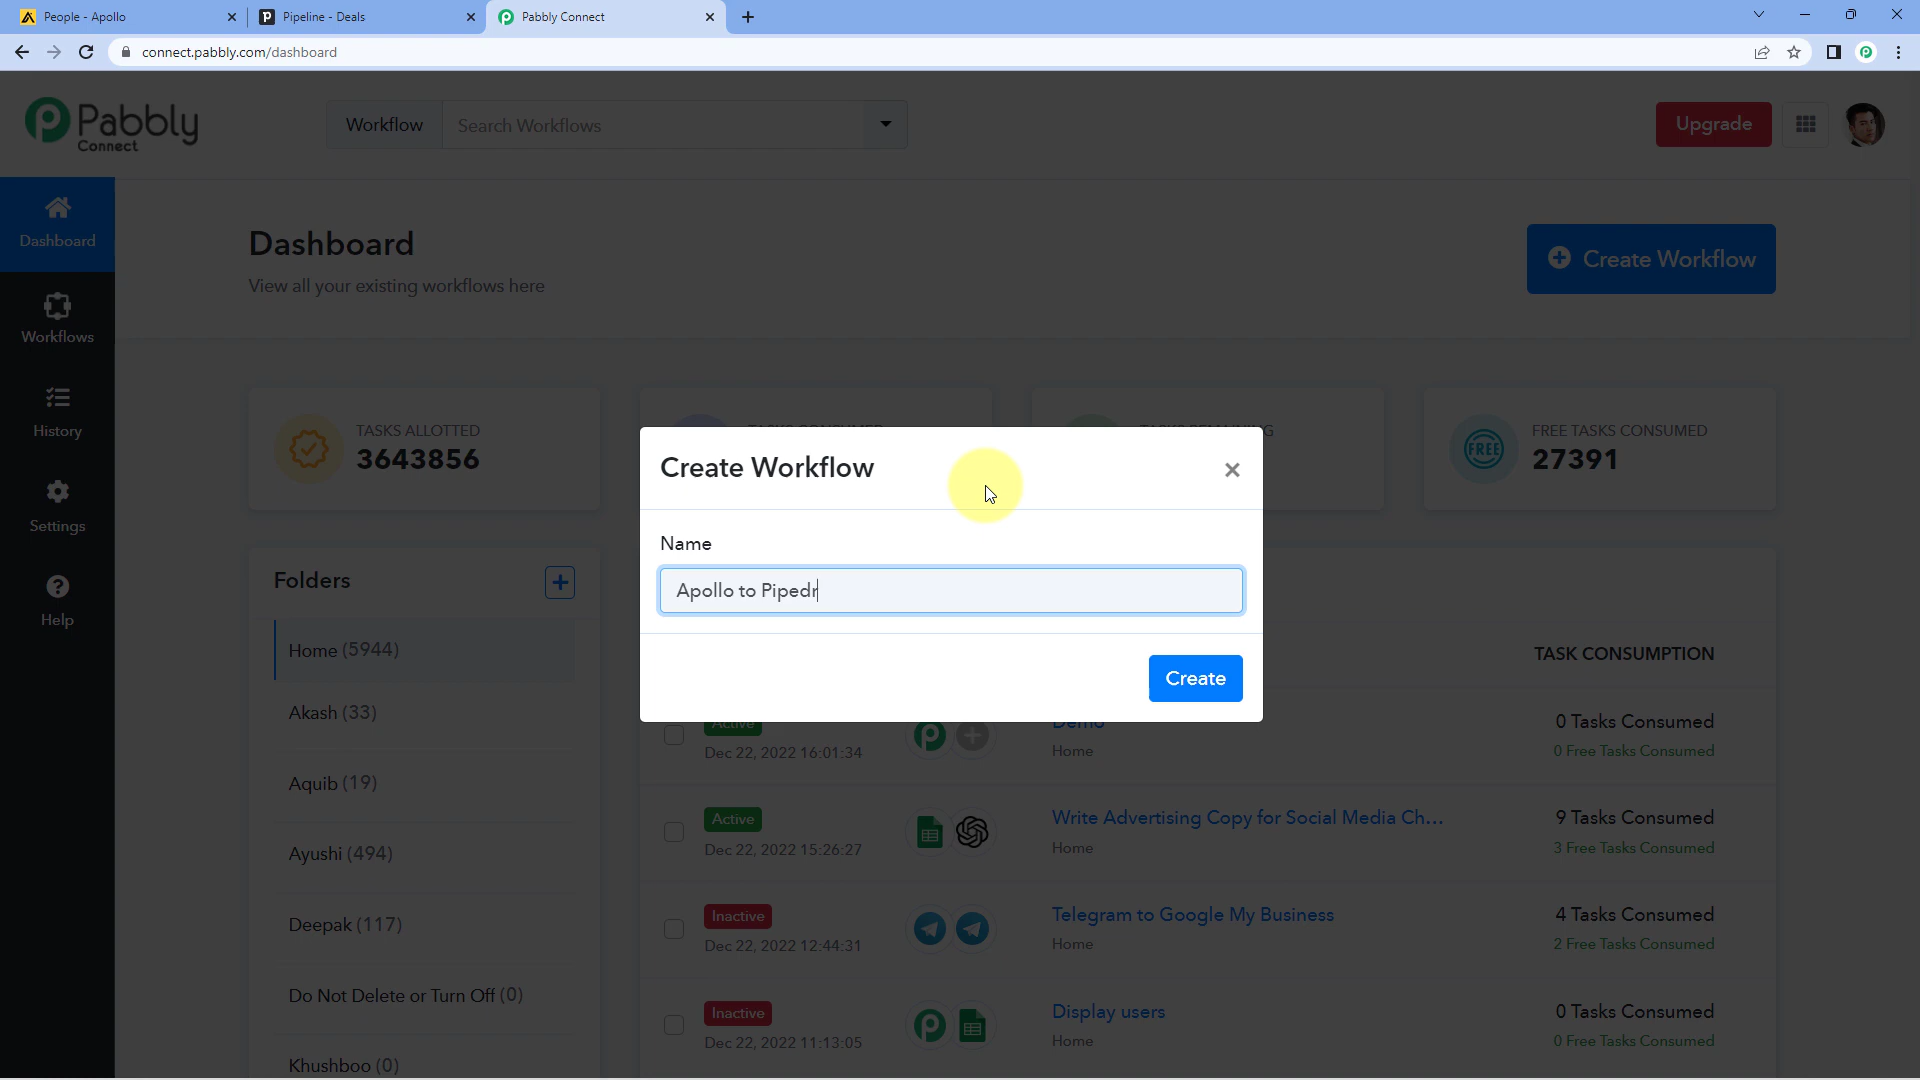 People - Apollo
Pipeline - Deals
Pabbly Connect
connect.pabbly.com/dashboard
Pabbly
Connect
Workflow
Search Workflows
Upgrade
Dashboard
Workflows
History
Settings
Help
Dashboard
View all your existing workflows here
Create Workflow
TASKS ALLOTTED
3643856
FREE
FREE TASKS CONSUMED
27391
Create Workflow
Name
Apollo to Pipedr
Create
Folders
Home (5944)
Akash (33)
Aquib (19)
Ayushi (494)
Deepak (117)
Do Not Delete or Turn Off (0)
Khushboo (0)
TASK CONSUMPTION
Active
Dec 22, 2022 16:01:34
Demo
Home
0 Tasks Consumed
0 Free Tasks Consumed
Active
Dec 22, 2022 15:26:27
Write Advertising Copy for Social Media Ch...
Home
9 Tasks Consumed
3 Free Tasks Consumed
Inactive
Dec 22, 2022 12:44:31
Telegram to Google My Business
Home
4 Tasks Consumed
2 Free Tasks Consumed
Inactive
Dec 22, 2022 11:13:05
Display users
Home
0 Tasks Consumed
0 Free Tasks Consumed